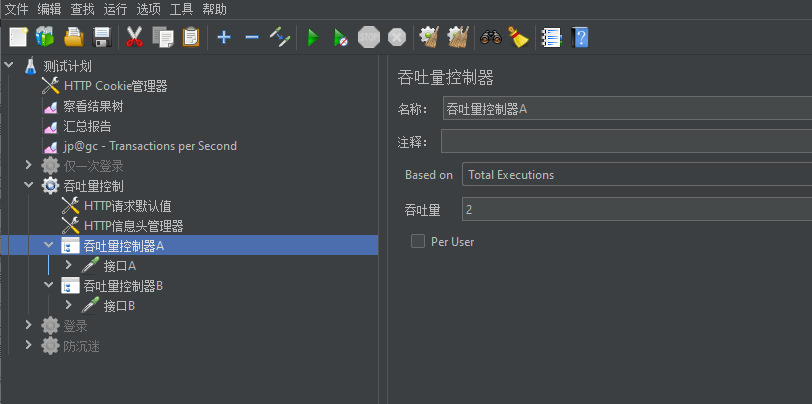 文件 编辑 查找 运行 选项 工具 帮助
STOP
测试计划
HTTP Cookie管理器
察看结果树
汇总报告
jp@gc - Transactions per Second
仅一次登录
吞吐量控制
HTTP请求默认值
HTTP信息头管理器
吞吐量控制器A
接口A
吞吐量控制器B
接口B
登录
防沉迷
吞吐量控制器
名称: 吞吐量控制器A
注释:
Based on Total Executions
吞吐量 2
Per User